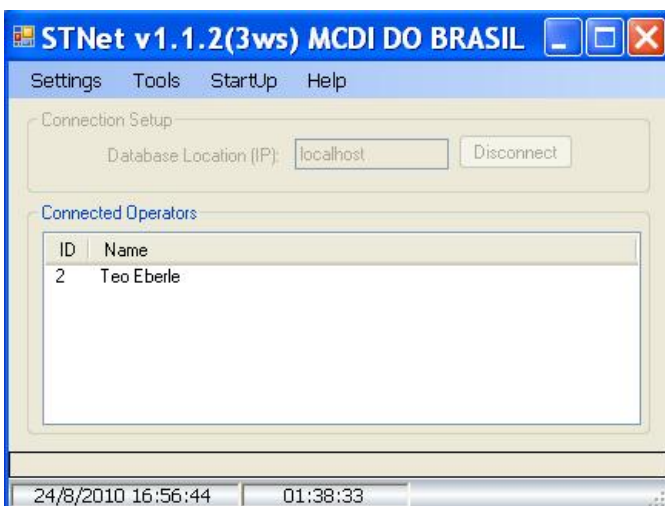 STNet v1.1.2(3ws) MCDI DO BRASIL
Settings Tools StartUp Help
Connection Setup
Database Location (IP): localhost Disconnect
Connected Operators
ID Name
2 Teo Eberle
24/8/2010 16:56:44 01:38:33